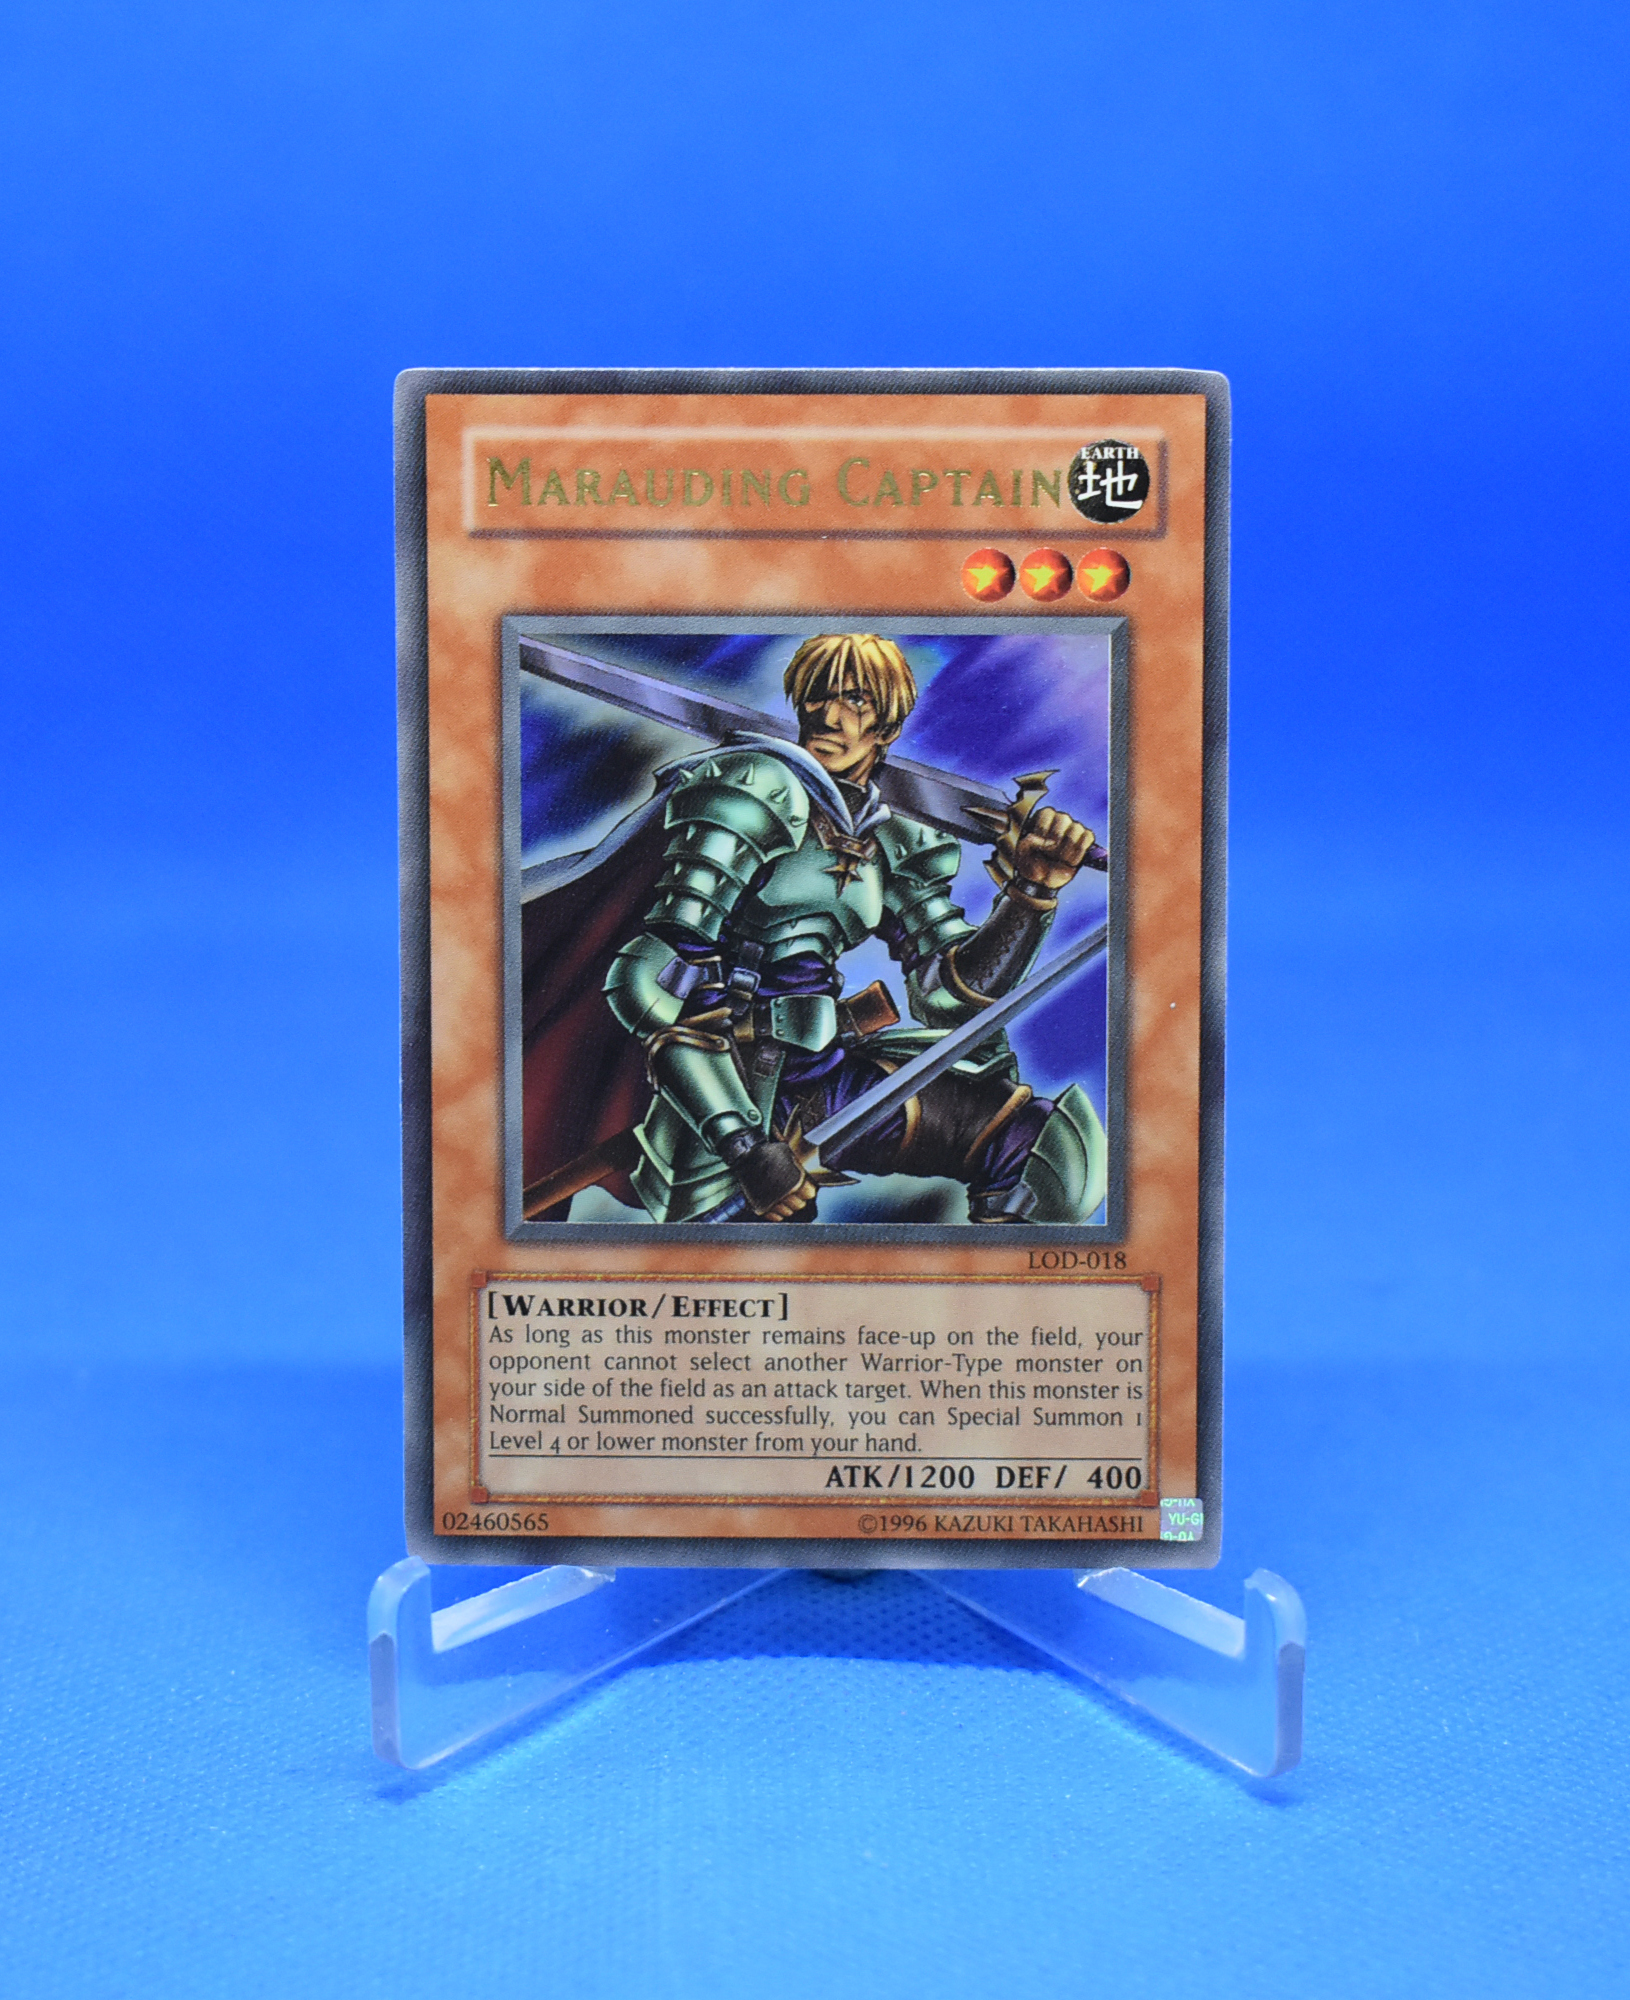 MARAUDING CAPTAIN
EARTH
地
LOD-018
[WARRIOR/EFFECT]
As long as this monster remains face-up on the field, your
opponent cannot select another Warrior-Type monster on
your side of the field as an attack target. When this monster is
Normal Summoned successfully, you can Special Summon 1
Level 4 or lower monster from your hand.
ATK/1200 DEF/ 400
02460565
©1996 KAZUKI TAKAHASHI
YU-GI